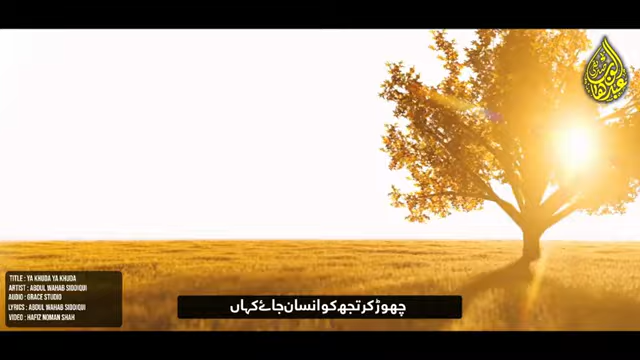 TITLE : YA KHUDA YA KHUDA
ARTIST : ABDUL WAHAB SIDDIQUI
AUDIO : GRACE STUDIO
LYRICS : ABDUL WAHAB SIDDIQUI
VIDEO : HAFIZ NOMAN SHAH
چھوڑ کر تجھ کو انسان جائے کہاں